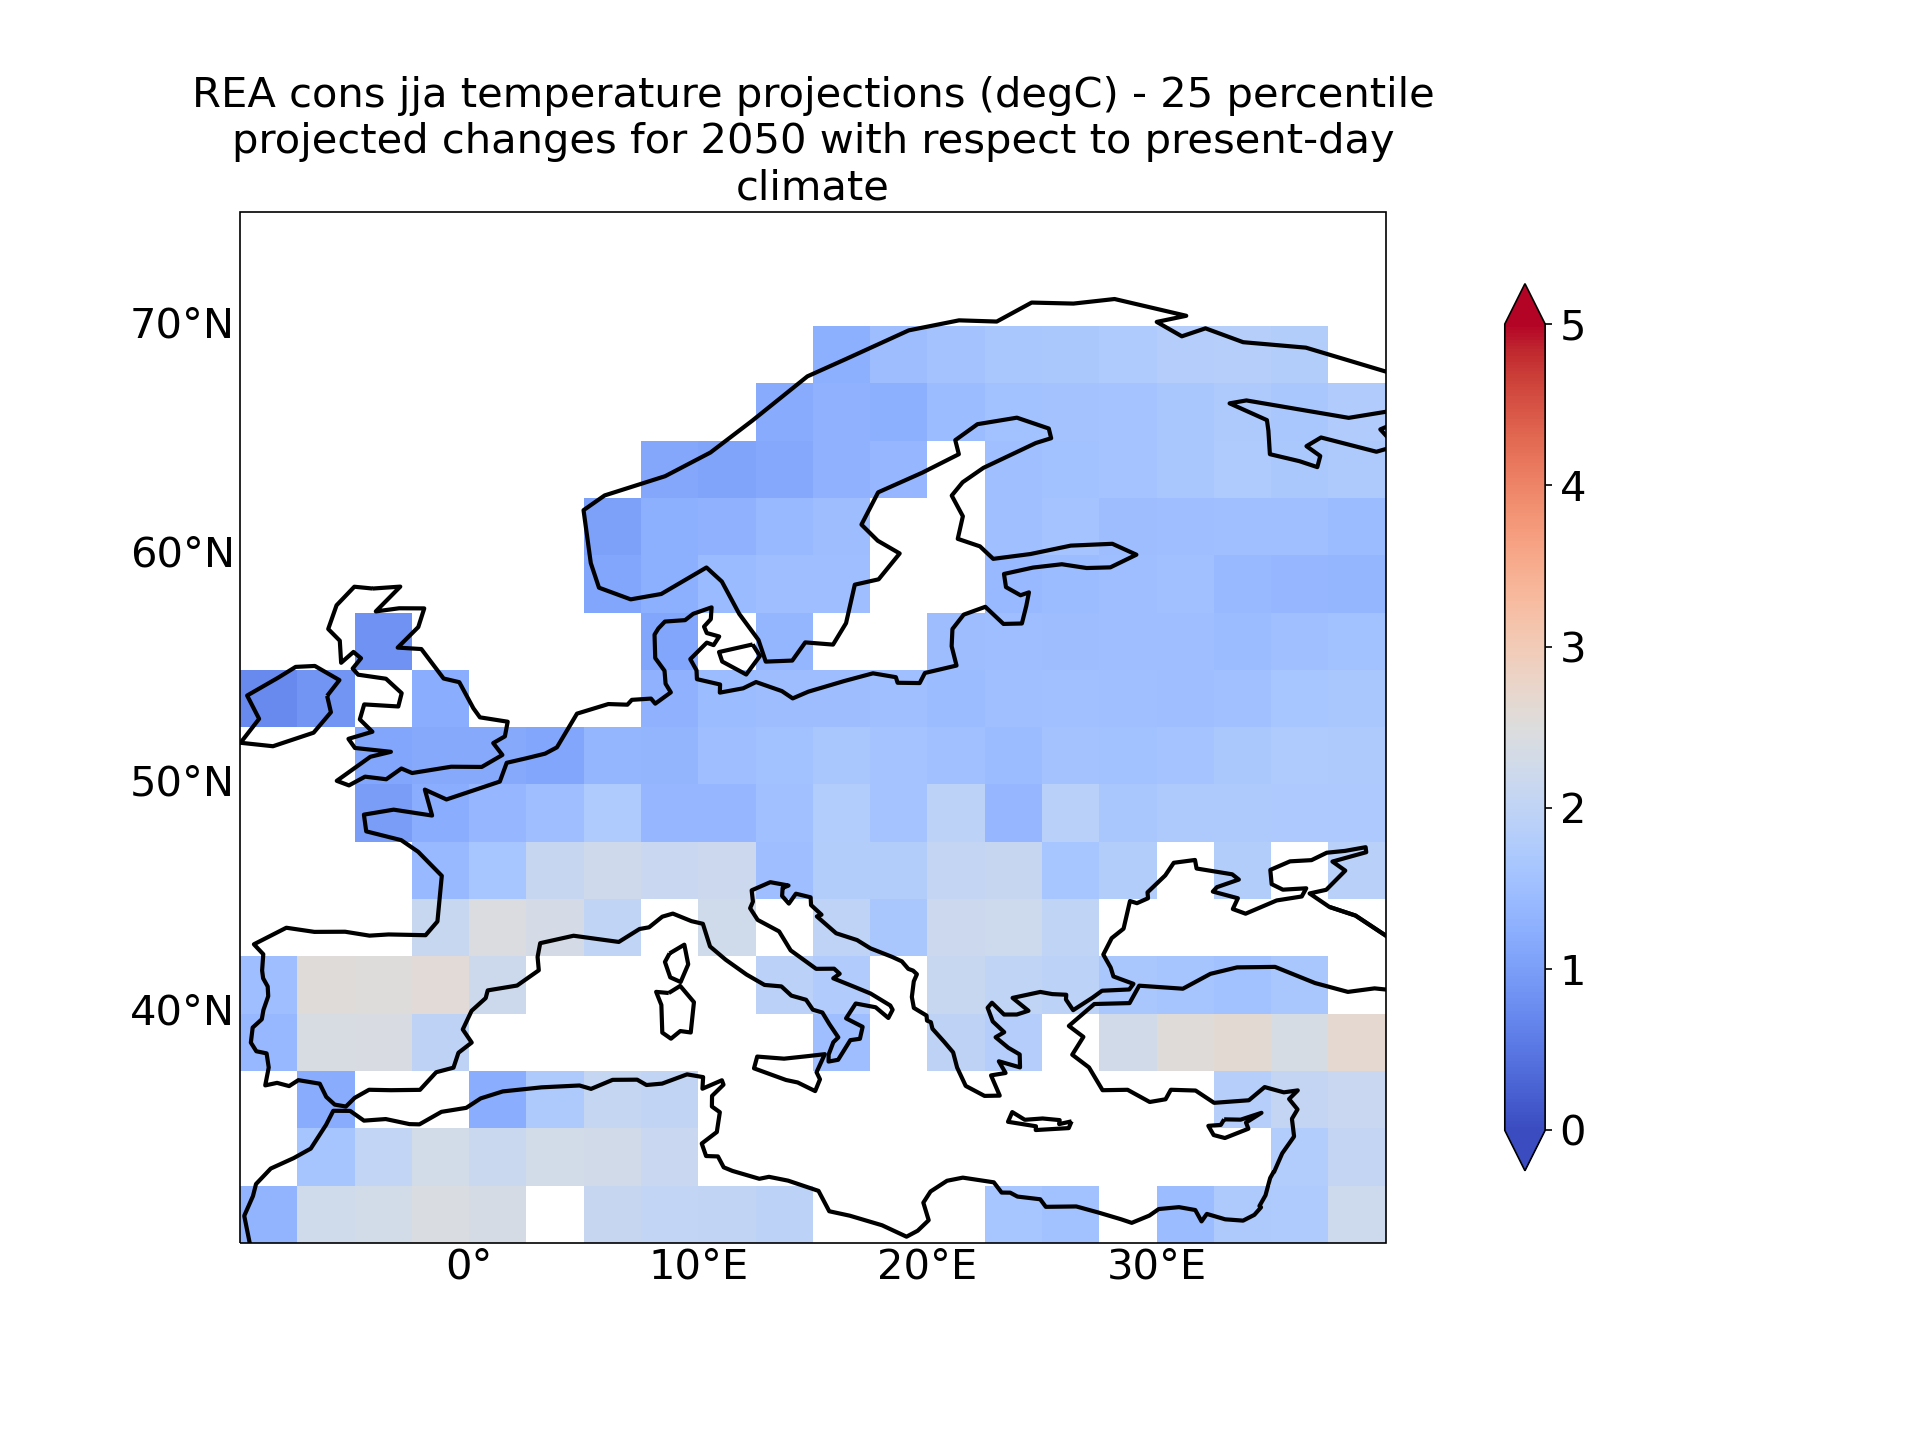 REA cons jja temperature projections (degC) - 25 percentile
projected changes for 2050 with respect to present-day
climate
70°N
60°N
50°N
40°N
0°
10°E
20°E
30°E
5
4
3
2
1
0